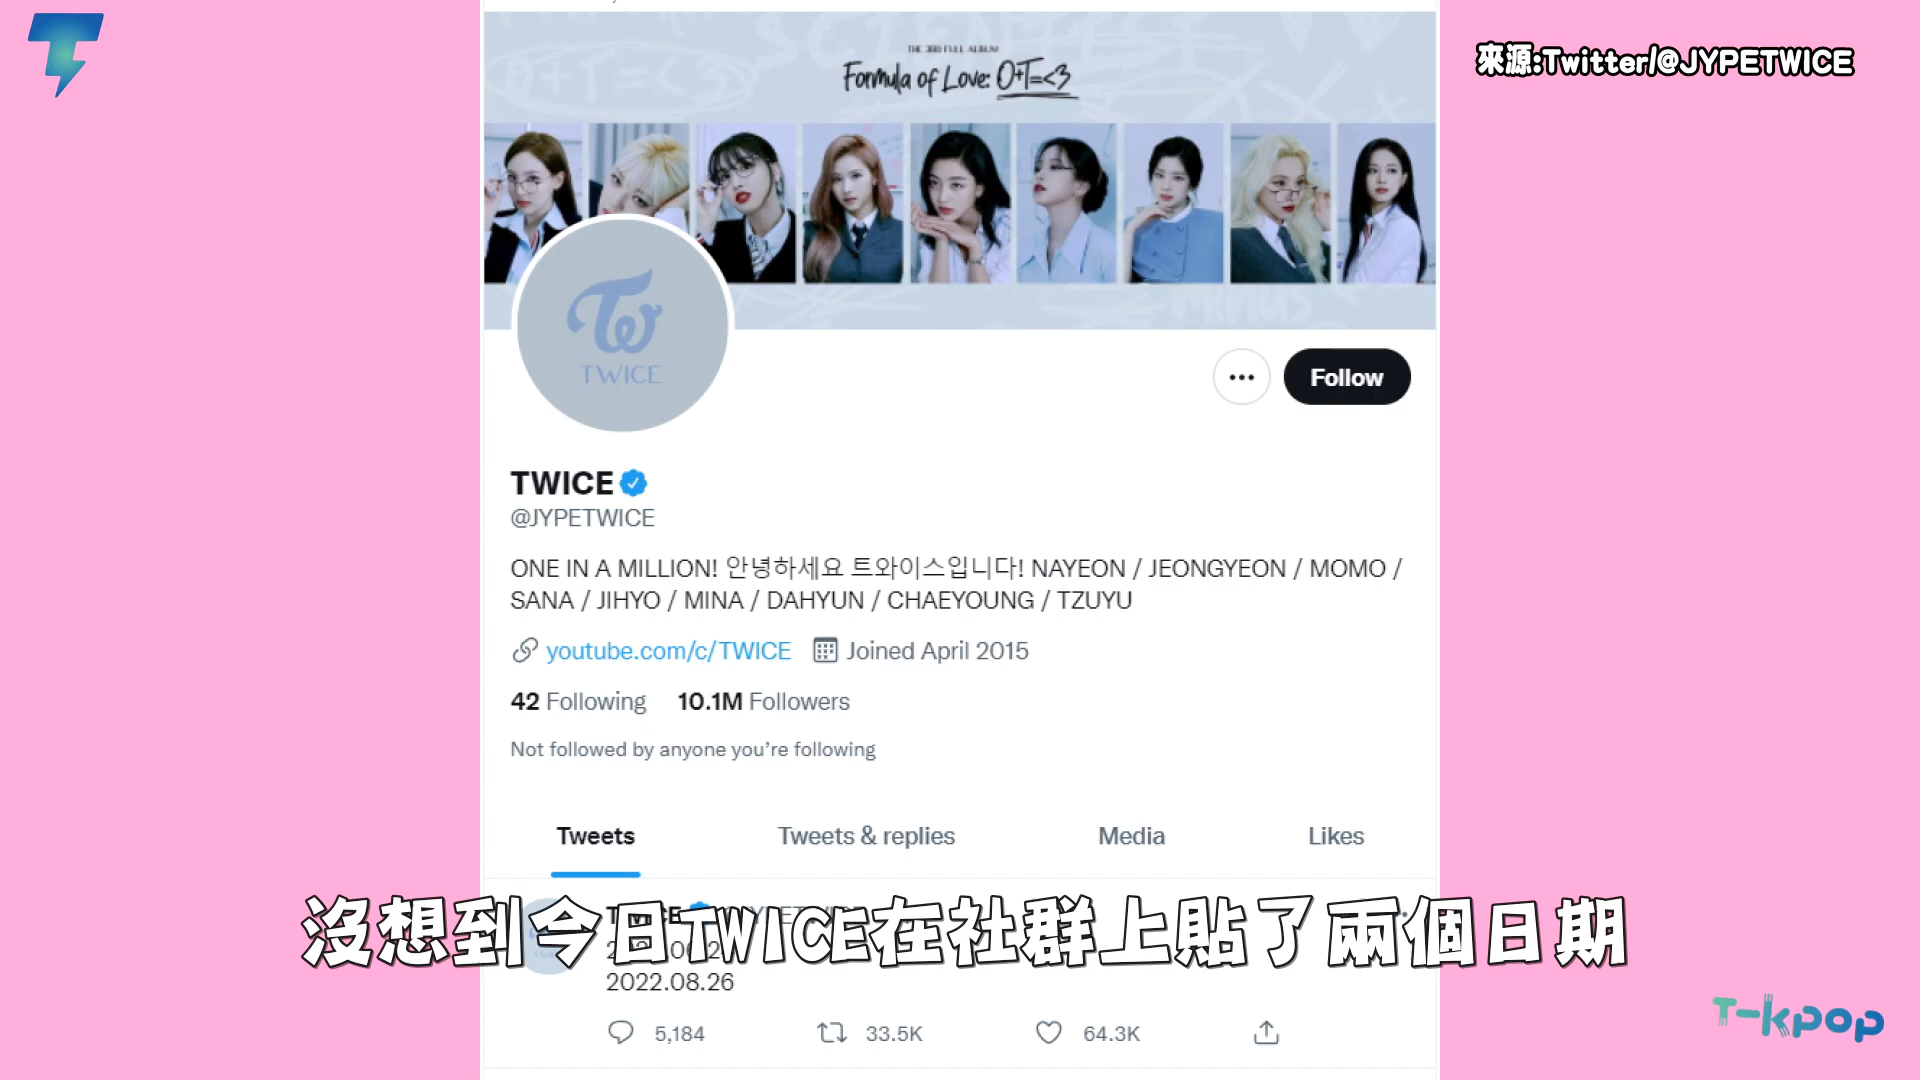 THE 3RD FULL ALBUM
Formula of Love: O+T=<3
來源:Twitter/@JYPETWICE
TWICE
Follow
TWICE
@JYPETWICE
ONE IN A MILLION! 안녕하세요 트와이스입니다! NAYEON / JEONGYEON / MOMO /
SANA / JIHYO / MINA / DAHYUN / CHAEYOUNG / TZUYU
youtube.com/c/TWICE Joined April 2015
42 Following 10.1M Followers
Not followed by anyone you’re following
Tweets Tweets & replies Media Likes
沒想到今日TWICE在社群上貼了兩個日期
2022.08.26
5,184 33.5K 64.3K
T-kpop